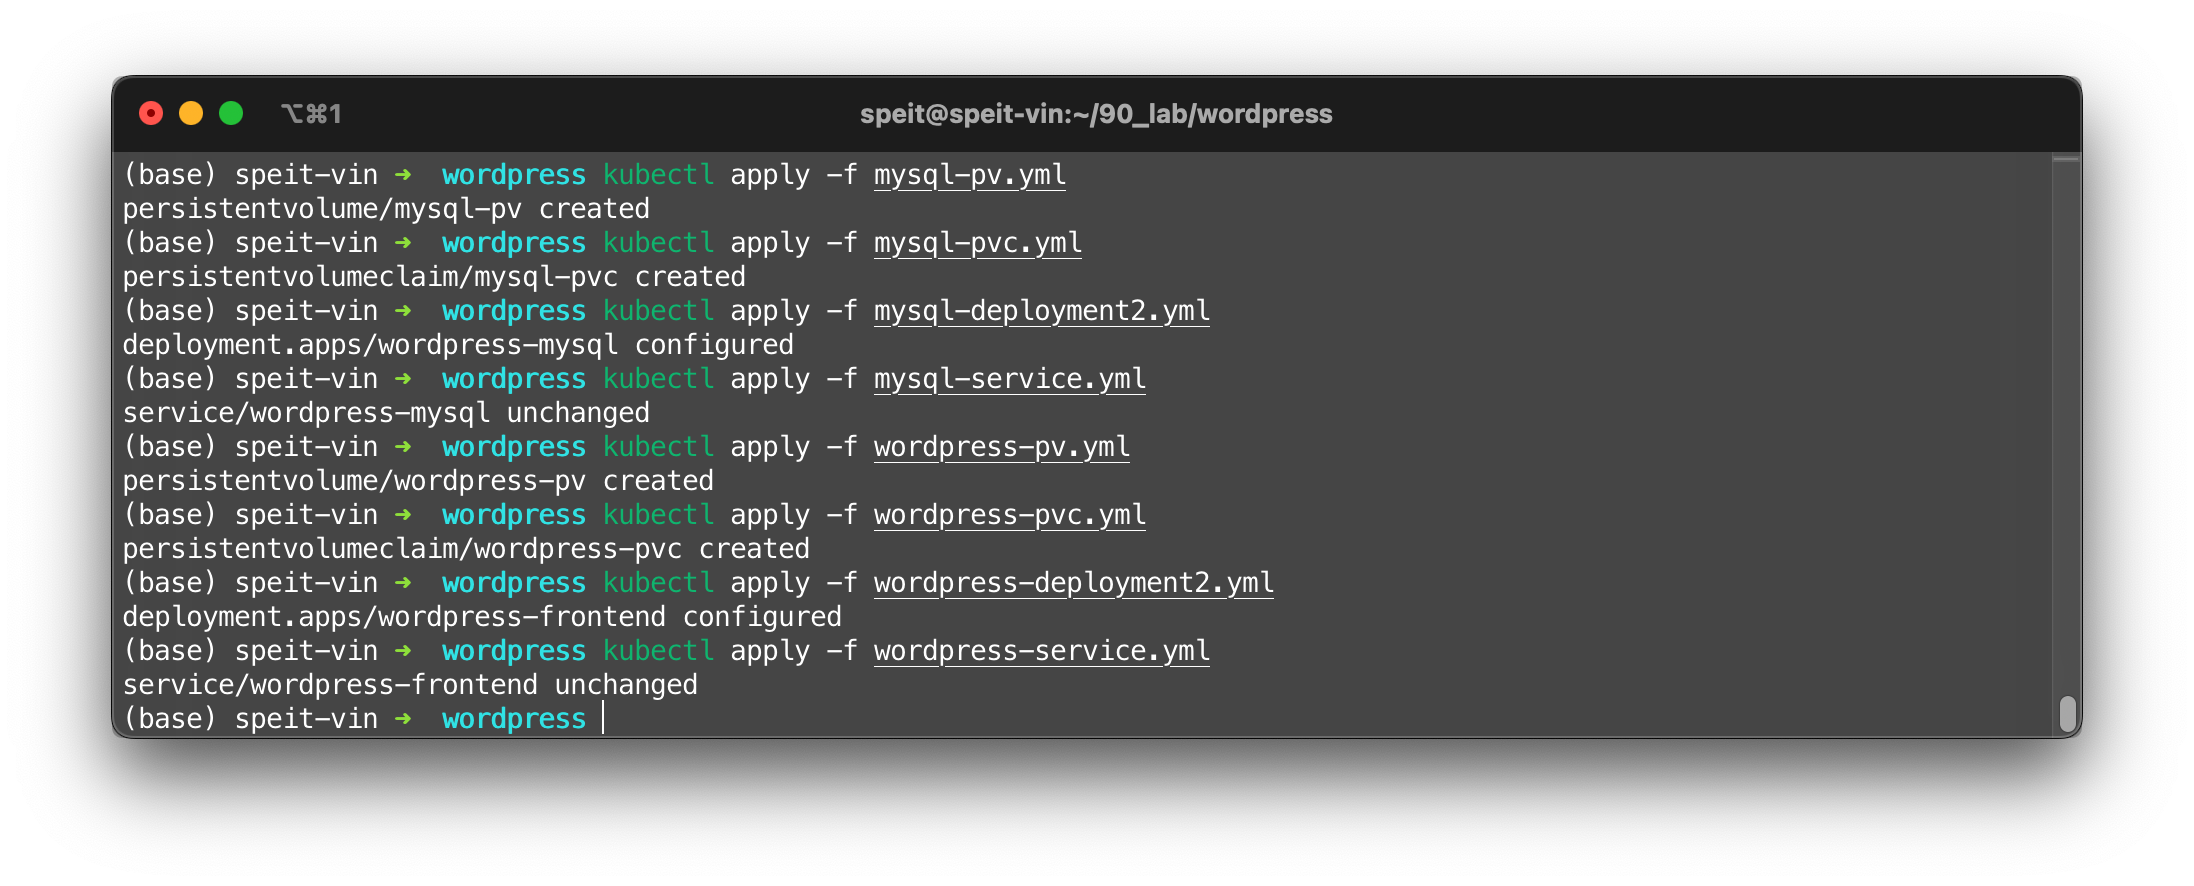 ⌥⌘1
speit@speit-vin:~/90_lab/wordpress
(base) speit-vin ➜  wordpress kubectl apply -f mysql-pv.yml
persistentvolume/mysql-pv created
(base) speit-vin ➜  wordpress kubectl apply -f mysql-pvc.yml
persistentvolumeclaim/mysql-pvc created
(base) speit-vin ➜  wordpress kubectl apply -f mysql-deployment2.yml
deployment.apps/wordpress-mysql configured
(base) speit-vin ➜  wordpress kubectl apply -f mysql-service.yml
service/wordpress-mysql unchanged
(base) speit-vin ➜  wordpress kubectl apply -f wordpress-pv.yml
persistentvolume/wordpress-pv created
(base) speit-vin ➜  wordpress kubectl apply -f wordpress-pvc.yml
persistentvolumeclaim/wordpress-pvc created
(base) speit-vin ➜  wordpress kubectl apply -f wordpress-deployment2.yml
deployment.apps/wordpress-frontend configured
(base) speit-vin ➜  wordpress kubectl apply -f wordpress-service.yml
service/wordpress-frontend unchanged
(base) speit-vin ➜  wordpress